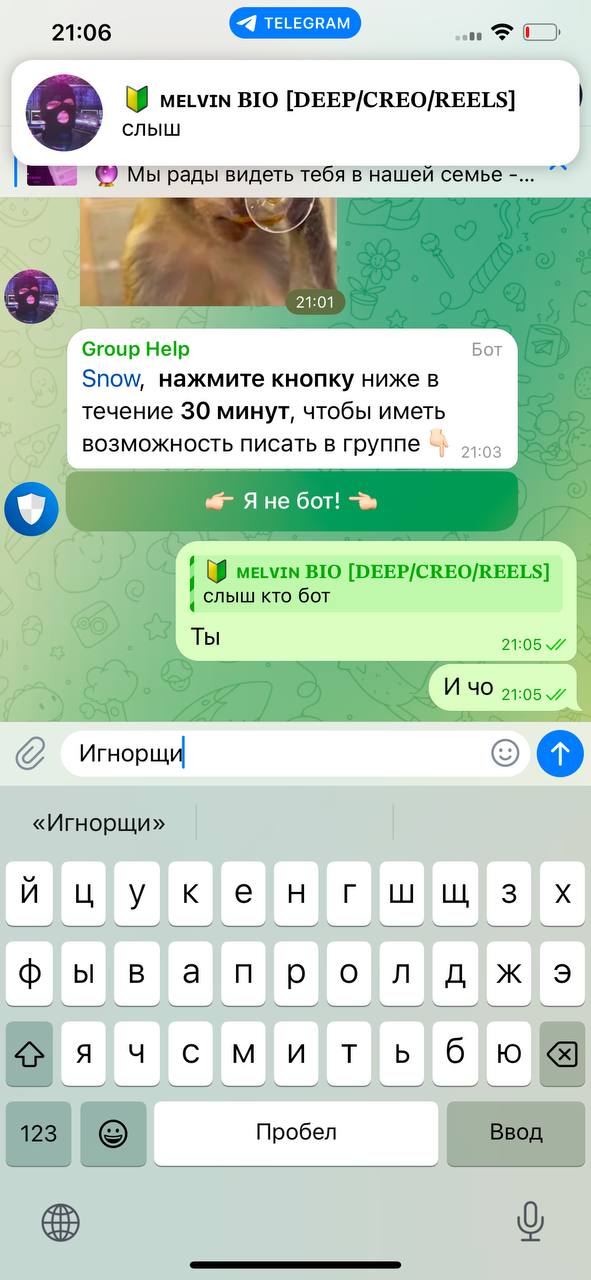 21:06
TELEGRAM
🔰 ᴍᴇʟᴠɪɴ BIO [DEEP/CREO/REELS]
слыш
🔮 Мы рады видеть тебя в нашей семье -...
21:01
Group Help
Бот
Snow, нажмите кнопку ниже в
течение 30 минут, чтобы иметь
возможность писать в группе 👇🏻
21:03
👉🏻 Я не бот! 👈🏻
🔰 ᴍᴇʟᴠɪɴ BIO [DEEP/CREO/REELS]
слыш кто бот
Ты
21:05
И чо
21:05
Игнорщи
«Игнорщи»
й ц у к е н г ш щ з х
ф ы в а п р о л д ж э
я ч с м и т ь б ю
123 Пробел Ввод